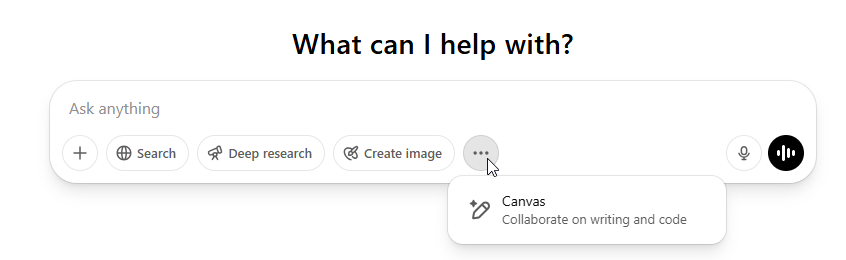 What can I help with?
Ask anything
Search
Deep research
Create image
Canvas
Collaborate on writing and code